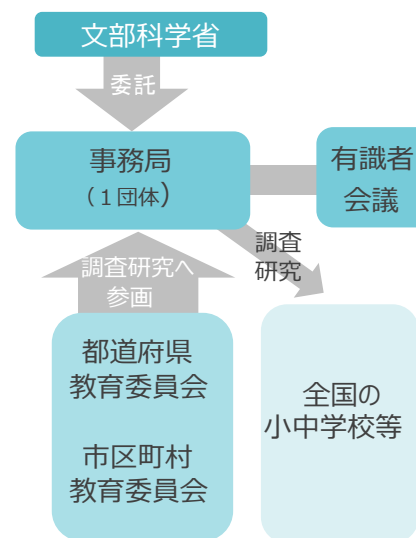 文部科学省
委託
事務局
（１団体）
有識者
会議
調査
研究
調査研究へ
参画
都道府県
教育委員会
市区町村
教育委員会
全国の
小中学校等